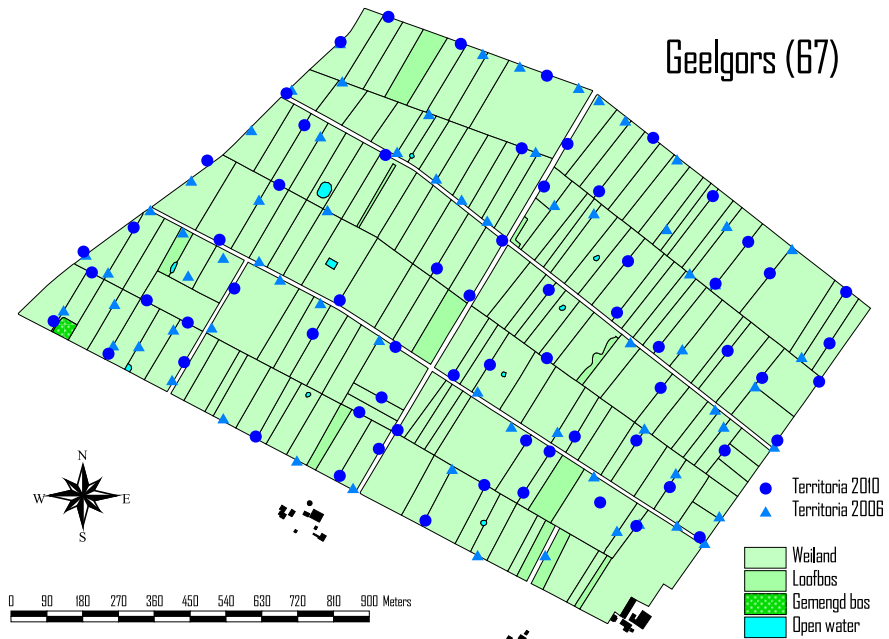 Geelgors (67)
N
W E
S
Territoria 2010
Territoria 2006
Weiland
Loofbos
Gemengd bos
Open water
0 90 180 270 360 450 540 630 720 810 900 Meters